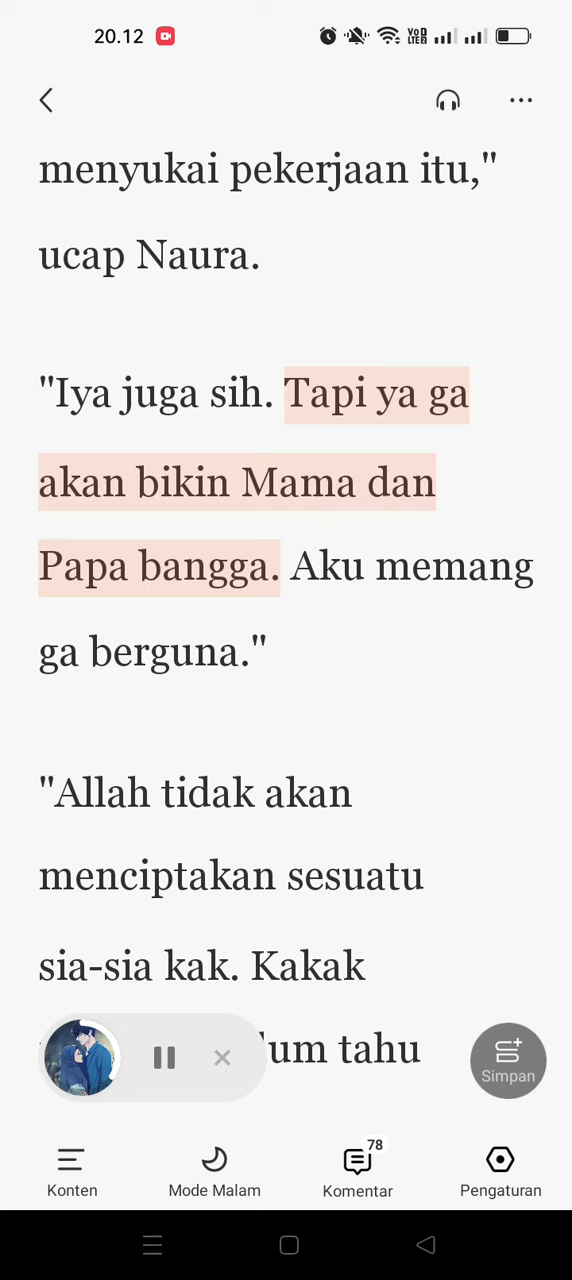 20.12
VoD
LTE2
menyukai pekerjaan itu,"
ucap Naura.
"Iya juga sih. Tapi ya ga
akan bikin Mama dan
Papa bangga. Aku memang
ga berguna."
"Allah tidak akan
menciptakan sesuatu
sia-sia kak. Kakak
lum tahu
Simpan
78
Konten
Mode Malam
Komentar
Pengaturan